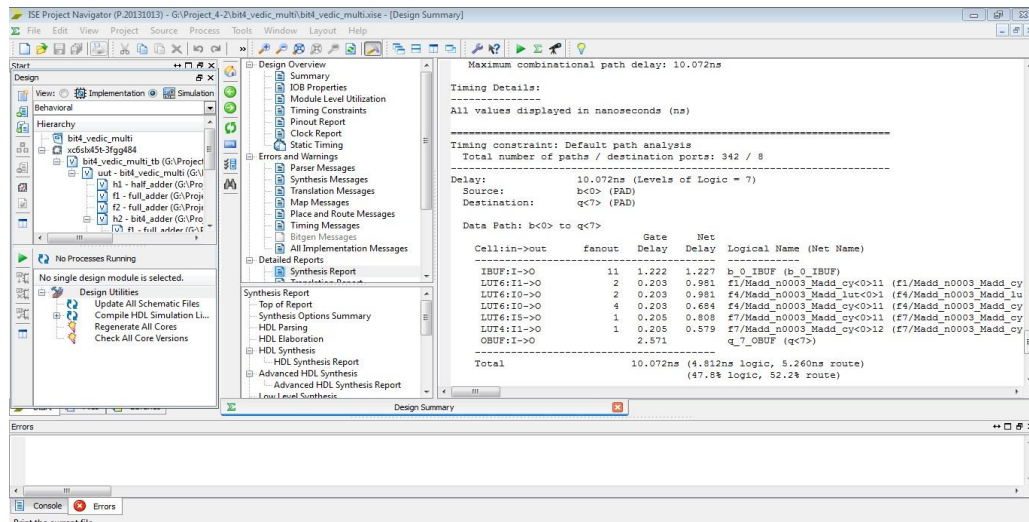 ISE Project Navigator (P.20131013) - G:\Project_4-2\bit4_vedic_multi\bit4_vedic_multi.xise - [Design Summary]
File Edit View Project Source Process Tools Window Layout Help
Start
Design
View: Implementation Simulation
Behavioral
Hierarchy
bit4_vedic_multi
xc6slx45t-3fgg484
bit4_vedic_multi_tb (G:\Project
uut - bit4_vedic_multi (G:\
h1 - half_adder (G:\Pro
f1 - full_adder (G:\Proje
f2 - full_adder (G:\Proje
h2 - bit4_adder (G:\Pro
f1 - full_adder (G:\F
No Processes Running
No single design module is selected.
Design Utilities
Update All Schematic Files
Compile HDL Simulation Li...
Regenerate All Cores
Check All Core Versions
Design Overview
Summary
IOB Properties
Module Level Utilization
Timing Constraints
Pinout Report
Clock Report
Static Timing
Errors and Warnings
Parser Messages
Synthesis Messages
Translation Messages
Map Messages
Place and Route Messages
Timing Messages
Bitgen Messages
All Implementation Messages
Detailed Reports
Synthesis Report
Translation Report
Synthesis Report
Top of Report
Synthesis Options Summary
HDL Parsing
HDL Elaboration
HDL Synthesis
HDL Synthesis Report
Advanced HDL Synthesis
Advanced HDL Synthesis Report
Low Level Synthesis
Maximum combinational path delay: 10.072ns
Timing Details:
---------------
All values displayed in nanoseconds (ns)
Timing constraint: Default path analysis
Total number of paths / destination ports: 342 / 8
Delay: 10.072ns (Levels of Logic = 7)
Source: b<0> (PAD)
Destination: q<7> (PAD)
Data Path: b<0> to q<7>
Gate Net
Cell:in->out fanout Delay Delay Logical Name (Net Name)
IBUF:I->O 11 1.222 1.227 b_0_IBUF (b_0_IBUF)
LUT6:I1->O 2 0.203 0.981 f1/Madd_n0003_Madd_cy<0>11 (f1/Madd_n0003_Madd_cy
LUT6:I0->O 2 0.203 0.981 f4/Madd_n0003_Madd_lut<0>1 (f4/Madd_n0003_Madd_lu
LUT6:I0->O 4 0.203 0.684 f4/Madd_n0003_Madd_cy<0>11 (f4/Madd_n0003_Madd_cy
LUT6:I5->O 1 0.205 0.808 f7/Madd_n0003_Madd_cy<0>11 (f7/Madd_n0003_Madd_cy
LUT4:I1->O 1 0.205 0.579 f7/Madd_n0003_Madd_cy<0>12 (f7/Madd_n0003_Madd_cy
OBUF:I->O 2.571 q_7_OBUF (q<7>)
Total 10.072ns (4.812ns logic, 5.260ns route)
(47.8% logic, 52.2% route)
Design Summary
Errors
Console Errors
Print the current file